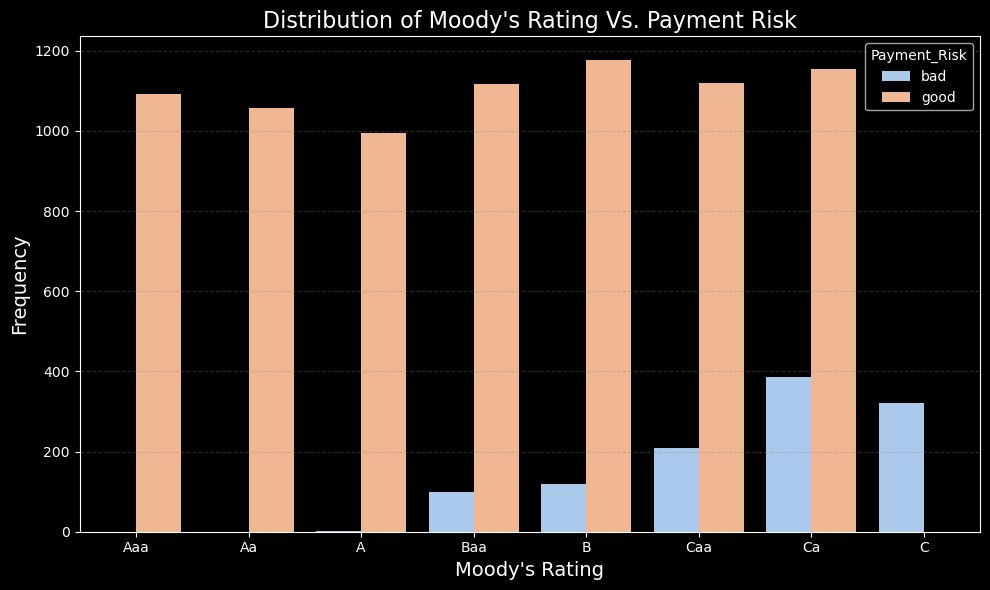 Distribution of Moody's Rating Vs. Payment Risk
Payment_Risk
bad
good
Frequency
1200
1000
800
600
400
200
0
Aaa Aa A Baa B Caa Ca C
Moody's Rating